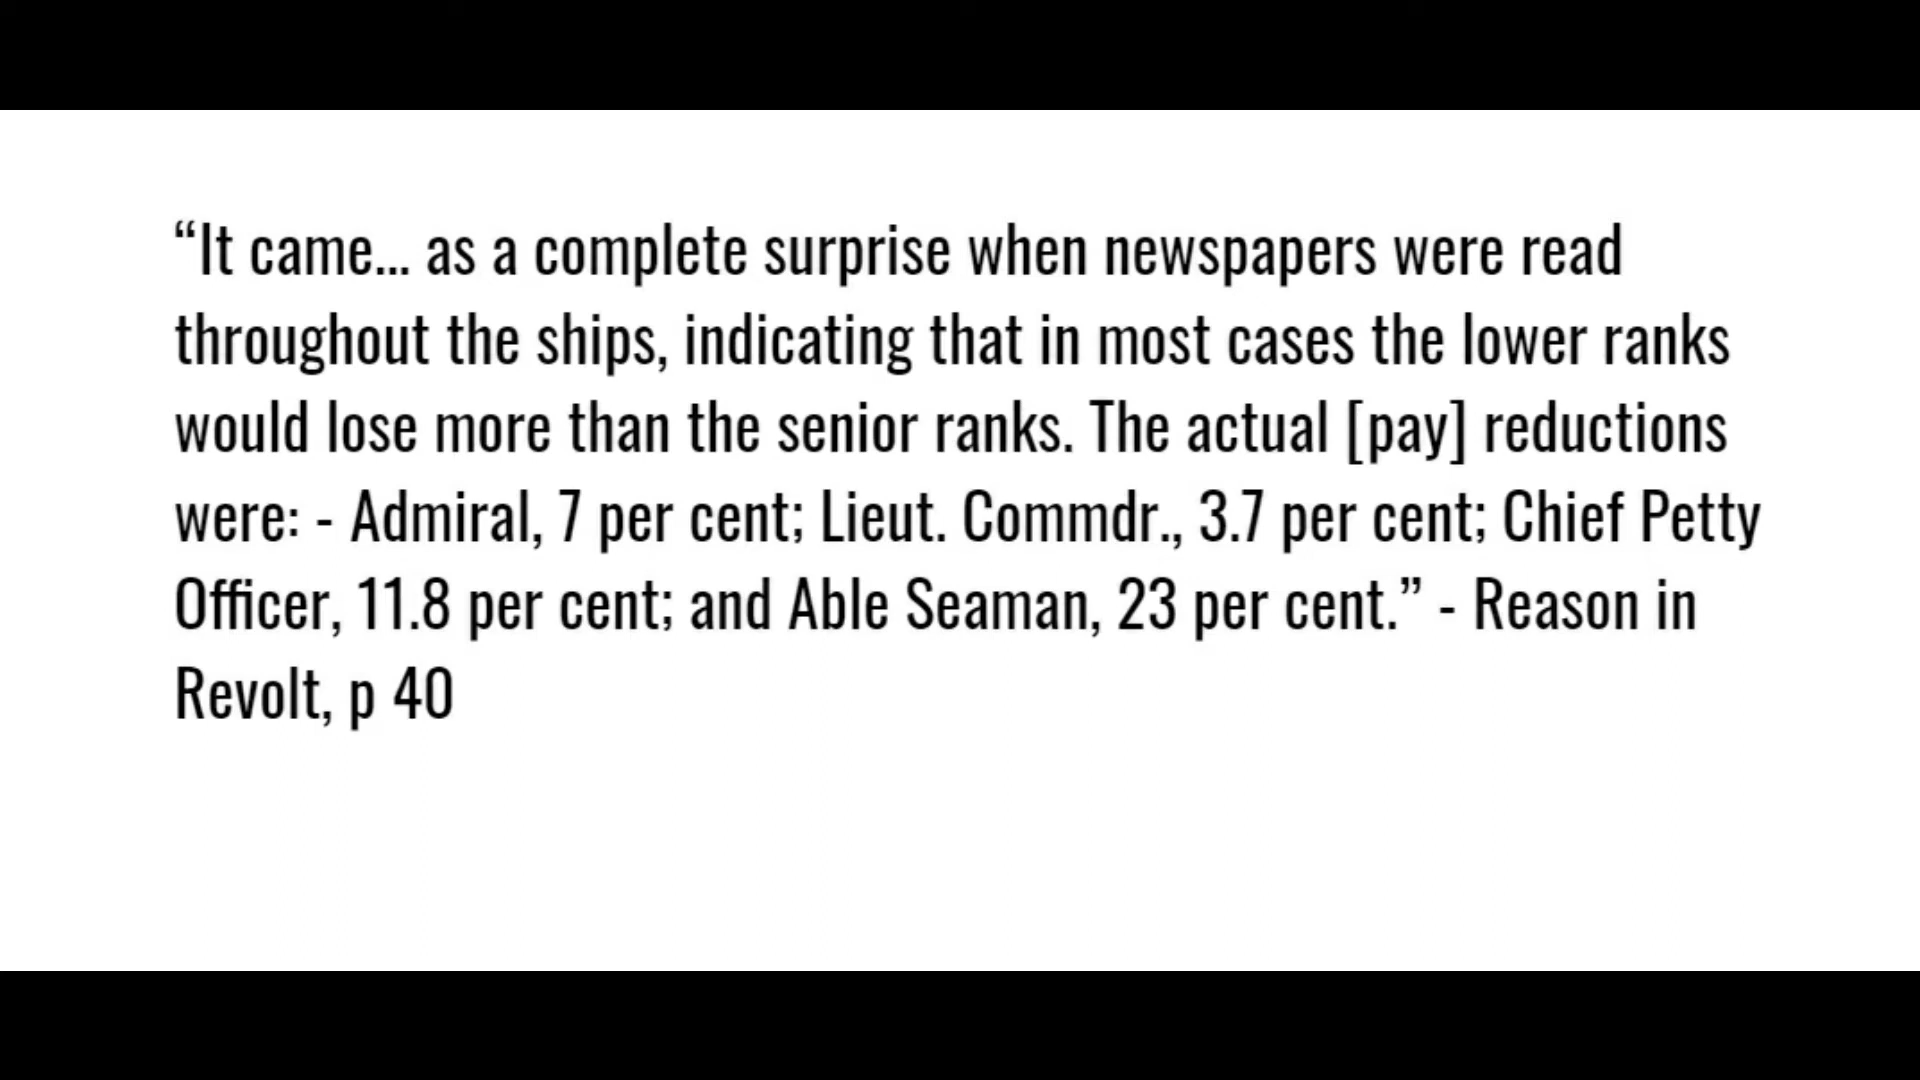 “It came... as a complete surprise when newspapers were read
throughout the ships, indicating that in most cases the lower ranks
would lose more than the senior ranks. The actual [pay] reductions
were: - Admiral, 7 per cent; Lieut. Commdr., 3.7 per cent; Chief Petty
Officer, 11.8 per cent; and Able Seaman, 23 per cent.” - Reason in
Revolt, p 40